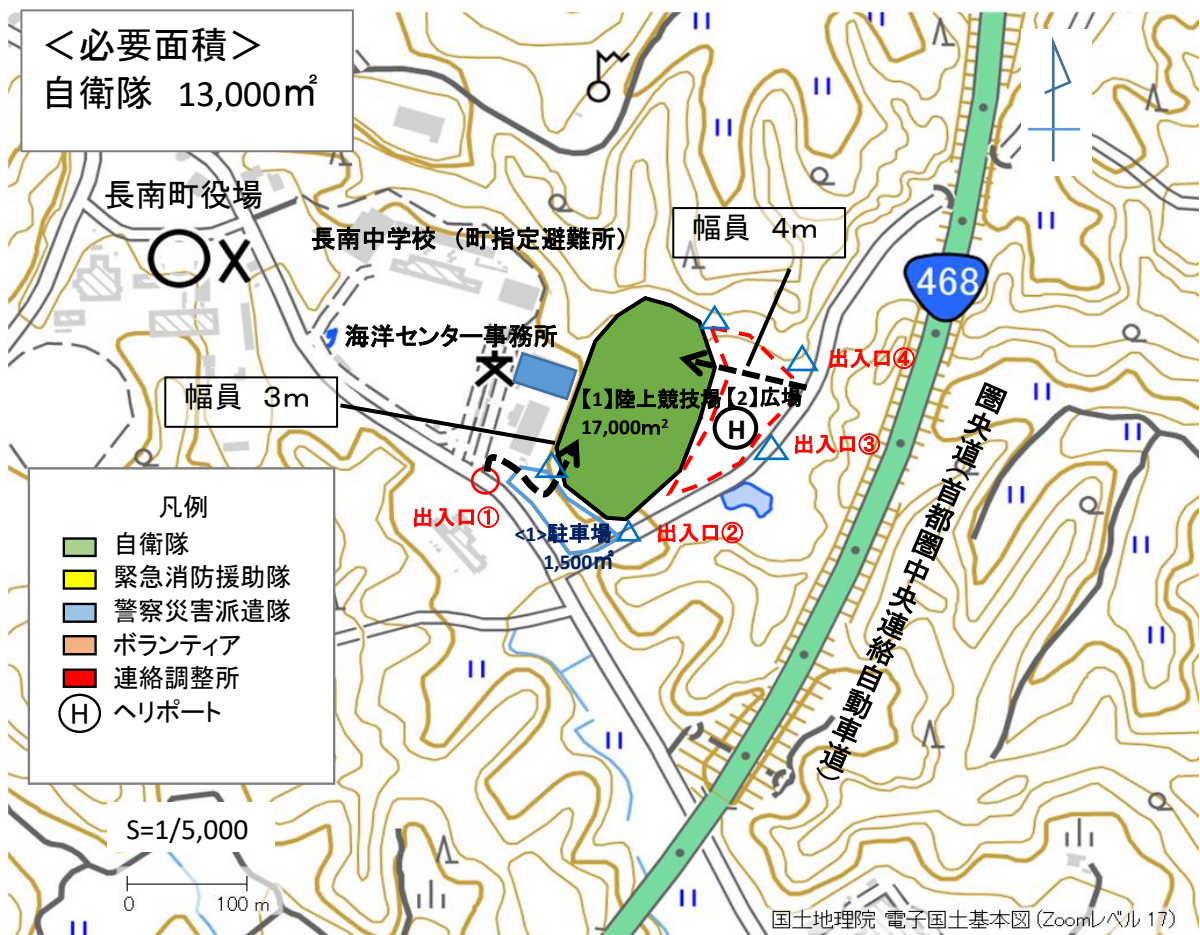 ＜必要面積＞
自衛隊 13,000㎡
長南町役場
長南中学校 （町指定避難所）
幅員 4m
468
海洋センター事務所
出入口④
幅員 3m
【1】陸上競技場
17,000m²
【2】広場
H
出入口③
出入口①
<1>駐車場
1,500㎡
出入口②
圏央道（首都圏中央連絡自動車道）
凡例
自衛隊
緊急消防援助隊
警察災害派遣隊
ボランティア
連絡調整所
H ヘリポート
S=1/5,000
0 100 m
国土地理院 電子国土基本図 (Zoomレベル 17)